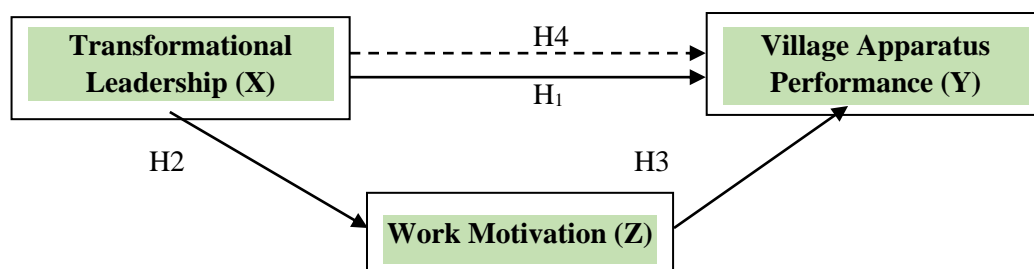 Transformational
Leadership (X)
H4
H₁
Village Apparatus
Performance (Y)
H2
H3
Work Motivation (Z)